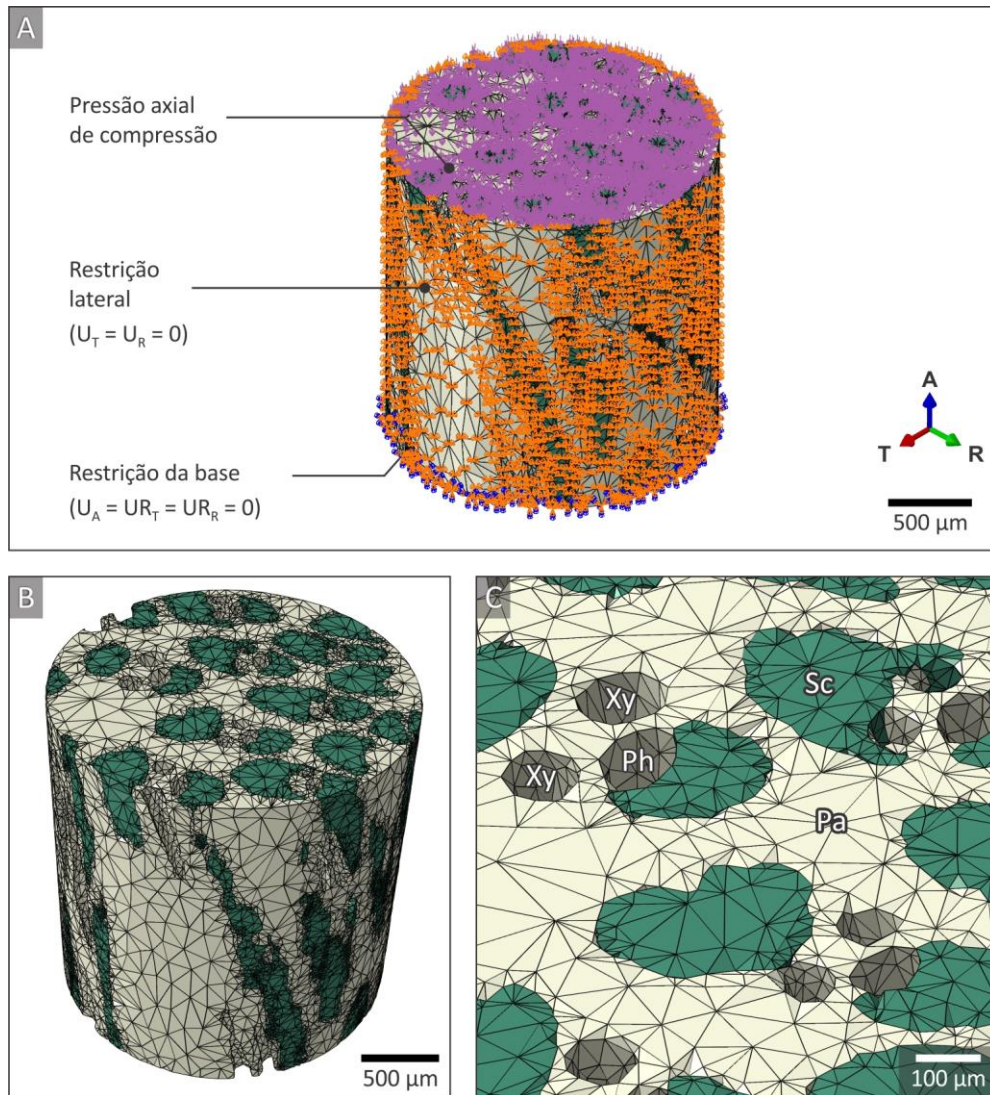 A
Pressão axial
de compressão
Restrição
lateral
(U_T = U_R = 0)
Restrição da base
(U_A = UR_T = UR_R = 0)
A
T
R
500 µm
B
500 µm
C
Sc
Xy
Ph
Xy
Pa
100 µm